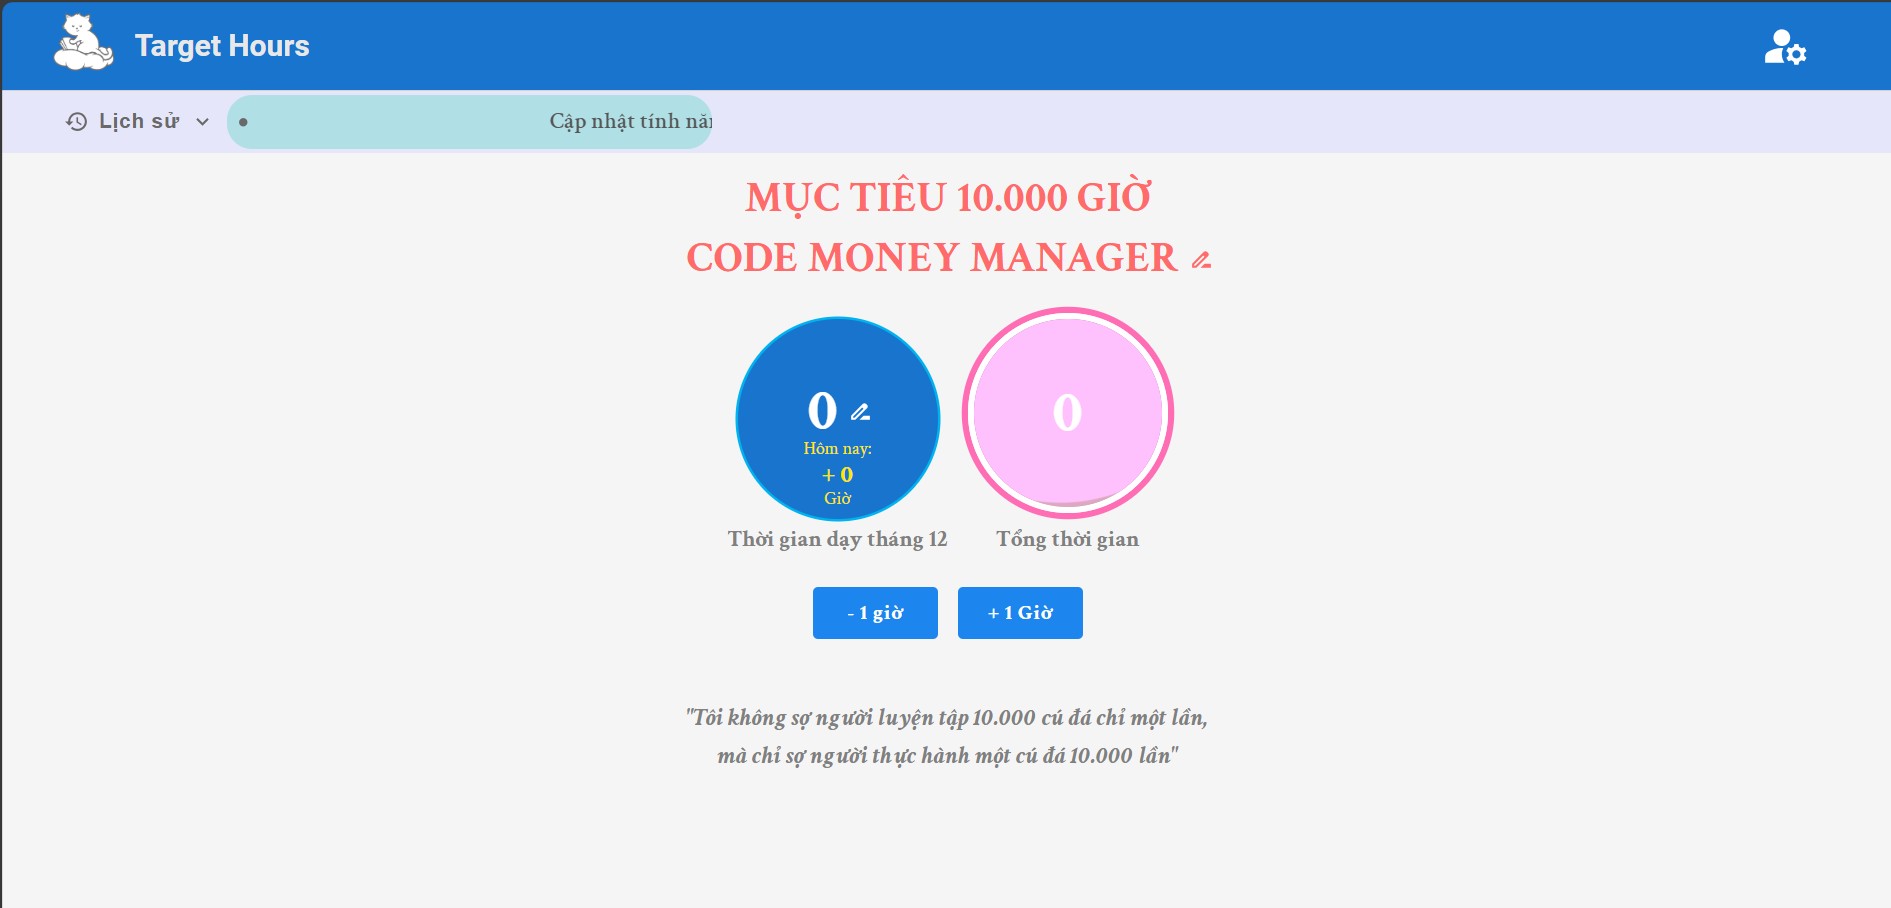 Target Hours
Lịch sử
Cập nhật tính
MỤC TIÊU 10.000 GIỜ
CODE MONEY MANAGER
0
Hôm nay:
+ 0
Giờ
0
Thời gian dạy tháng 12
Tổng thời gian
- 1 giờ
+ 1 Giờ
"Tôi không sợ người luyện tập 10.000 cú đá chỉ một lần,
mà chỉ sợ người thực hành một cú đá 10.000 lần"